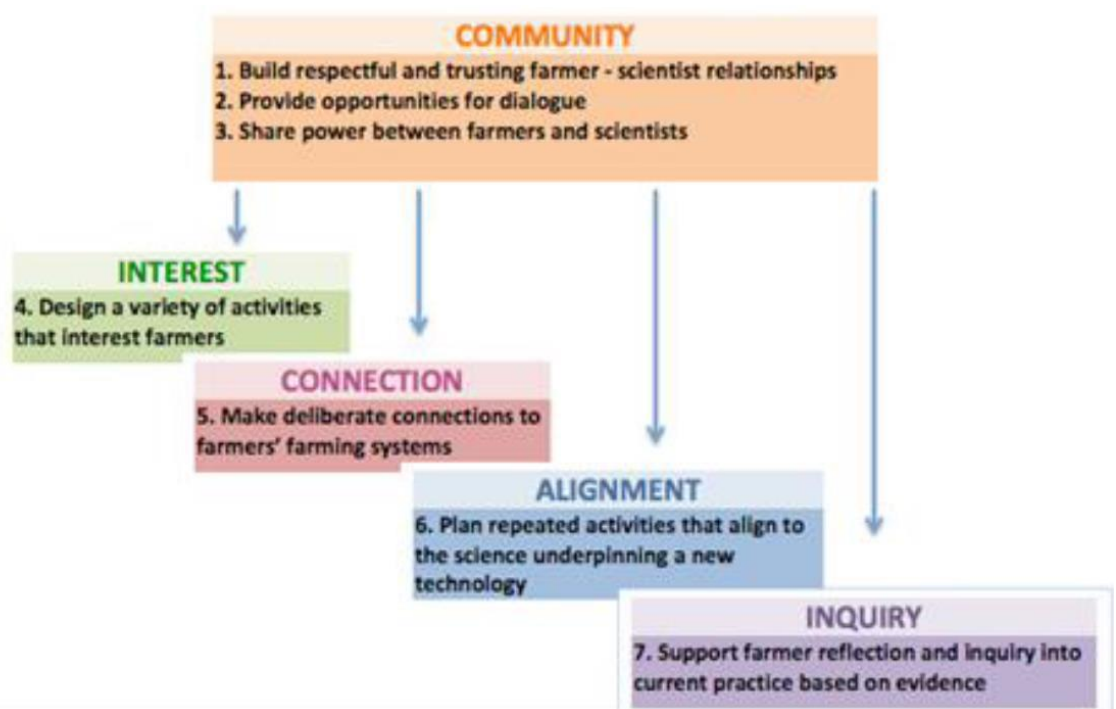 COMMUNITY
1. Build respectful and trusting farmer - scientist relationships
2. Provide opportunities for dialogue
3. Share power between farmers and scientists
INTEREST
4. Design a variety of activities
that interest farmers
CONNECTION
5. Make deliberate connections to
farmers' farming systems
ALIGNMENT
6. Plan repeated activities that align to
the science underpinning a new
technology
INQUIRY
7. Support farmer reflection and inquiry into
current practice based on evidence